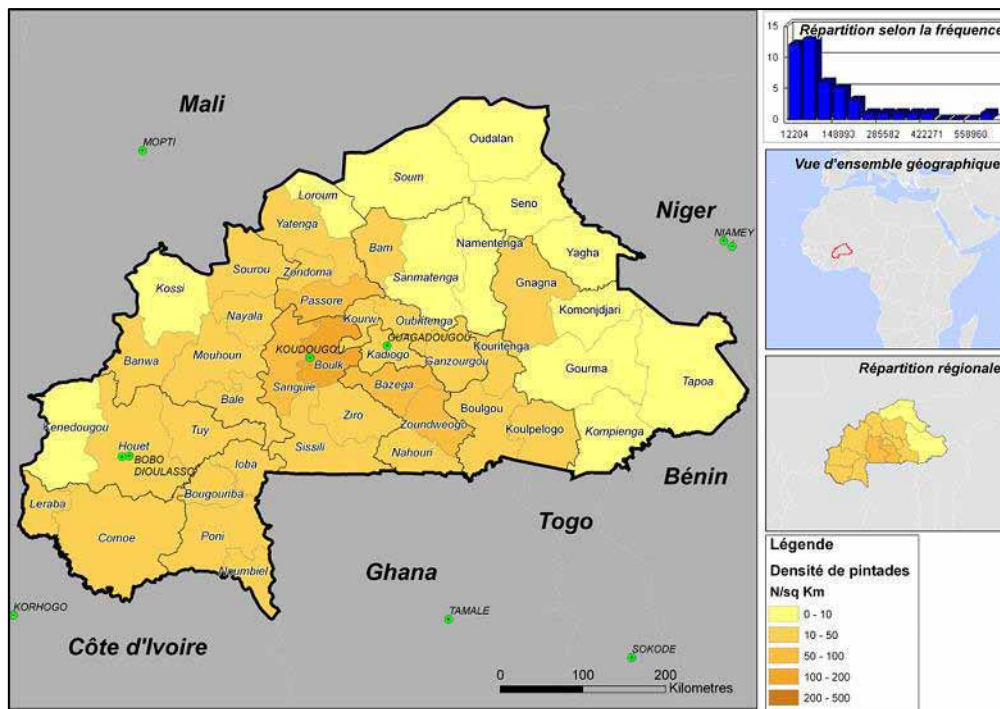 Mali
MOPTI
Oudalan
Soum
Loroum
Seno
Niger
NIAMEY
Yatenga
Namentenga
Bam
Yagha
Sourou
Zondoma
Sanmatenga
Gnagna
Kossi
Komonjdjari
Passore
Nayala
Kourw
Oubritenga
OUAGADOUGOU
Kouritenga
Banwa
Mouhoun
KOUDOUGOU
Kadiogo
Ganzourgou
Boulk
Gourma
Tapoa
Sanguie
Bazega
Bale
Boulgou
Ziro
Zoundweogo
Koulpelogo
Kompienga
Kenedougou
Tuy
Houet
BOBO
DIOULASSO
Sissili
Nahouri
Ioba
Bénin
Bougouriba
Leraba
Togo
Comoe
Poni
Noumbiel
Ghana
KORHOGO
TAMALE
Côte d'Ivoire
SOKODE
0 100 200
Kilometres
Répartition selon la fréquence
15
10
5
0
12204 148993 285582 422271 558960
Vue d'ensemble géographique
Répartition régionale
Légende
Densité de pintades
N/sq Km
0 - 10
10 - 50
50 - 100
100 - 200
200 - 500